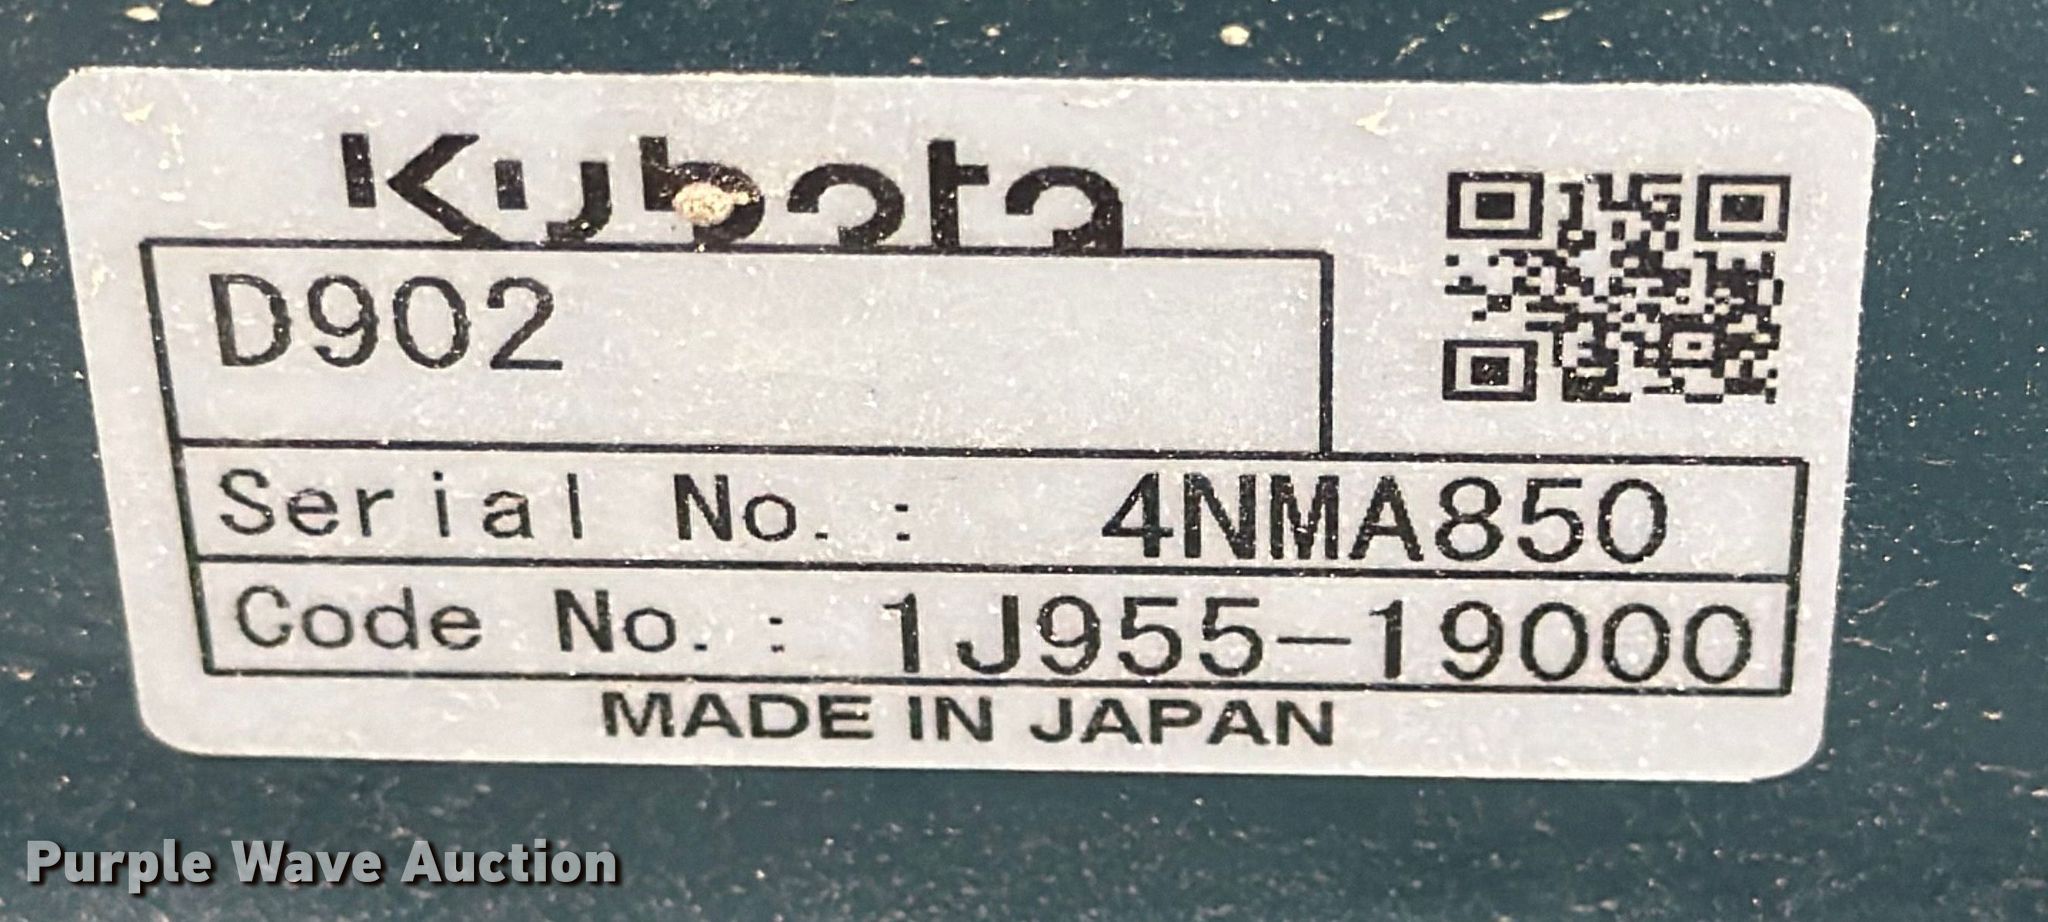 Kubota
D902
Serial No.: 4NMA850
Code No.: 1J955-19000
MADE IN JAPAN
Purple Wave Auction